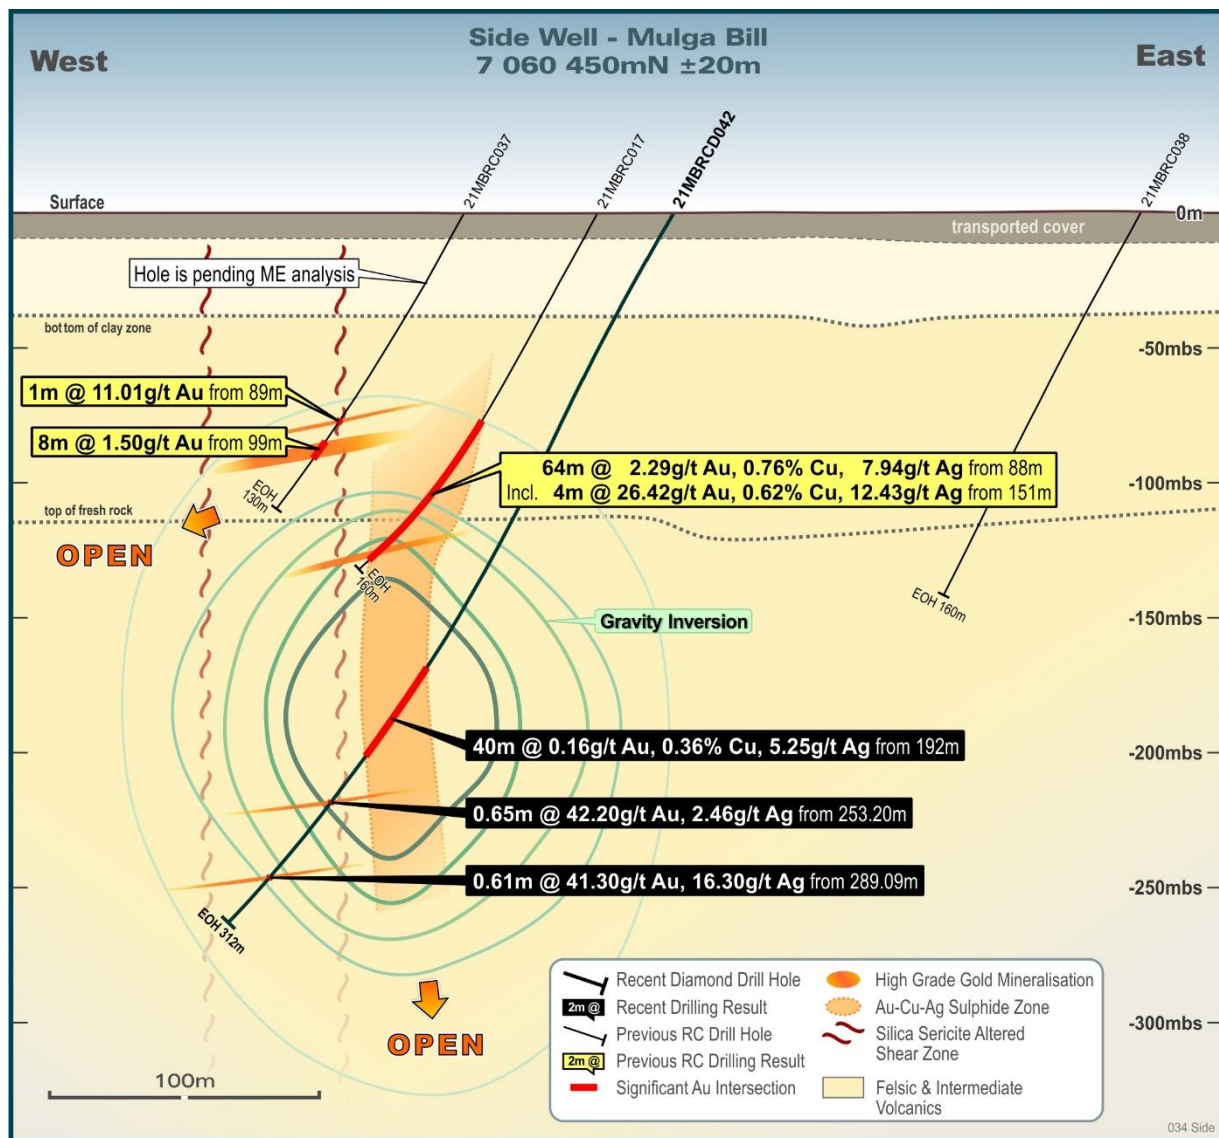 Side Well - Mulga Bill
7 060 450mN ±20m
West
East
21MBRC037
21MBRC017
21MBRCD042
21MBRC038
Surface
0m
transported cover
Hole is pending ME analysis
bottom of clay zone
-50mbs
1m @ 11.01g/t Au from 89m
8m @ 1.50g/t Au from 99m
64m @ 2.29g/t Au, 0.76% Cu, 7.94g/t Ag from 88m
Incl. 4m @ 26.42g/t Au, 0.62% Cu, 12.43g/t Ag from 151m
-100mbs
EOH
130m
top of fresh rock
OPEN
EOH
160m
EOH 160m
Gravity Inversion
-150mbs
40m @ 0.16g/t Au, 0.36% Cu, 5.25g/t Ag from 192m
-200mbs
0.65m @ 42.20g/t Au, 2.46g/t Ag from 253.20m
0.61m @ 41.30g/t Au, 16.30g/t Ag from 289.09m
-250mbs
EOH 312m
OPEN
-300mbs
100m
Recent Diamond Drill Hole
2m @
Recent Drilling Result
Previous RC Drill Hole
2m @
Previous RC Drilling Result
Significant Au Intersection
High Grade Gold Mineralisation
Au-Cu-Ag Sulphide Zone
Silica Sericite Altered
Shear Zone
Felsic & Intermediate
Volcanics
034 Side